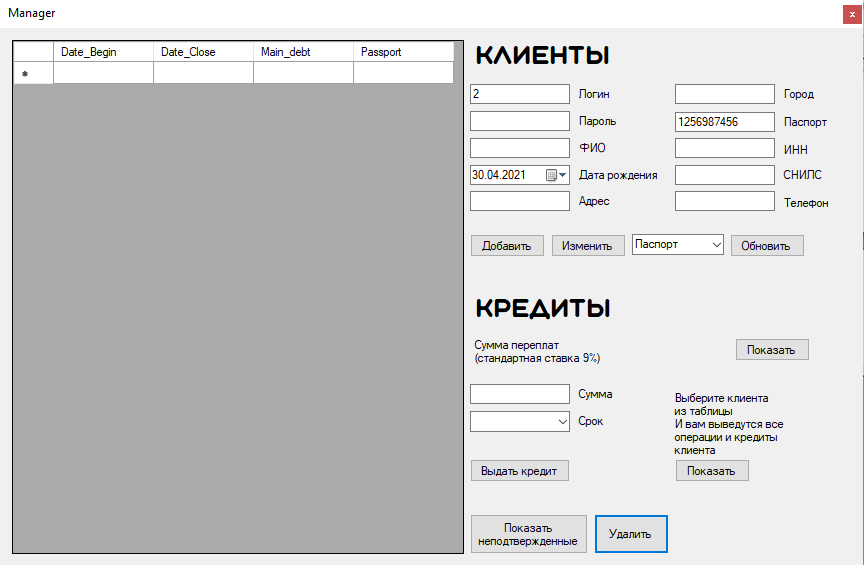 Manager
x
Date_Begin Date_Close Main_debt Passport
*
КЛИЕНТЫ
2 Логин Город
Пароль 1256987456 Паспорт
ФИО ИНН
30.04.2021 Дата рождения СНИЛС
Адрес Телефон
Добавить Изменить Паспорт Обновить
КРЕДИТЫ
Сумма переплат
(стандартная ставка 9%)
Показать
Сумма
Срок
Выберите клиента
из таблицы
И вам выведутся все
операции и кредиты
клиента
Выдать кредит Показать
Показать
неподтвержденные
Удалить